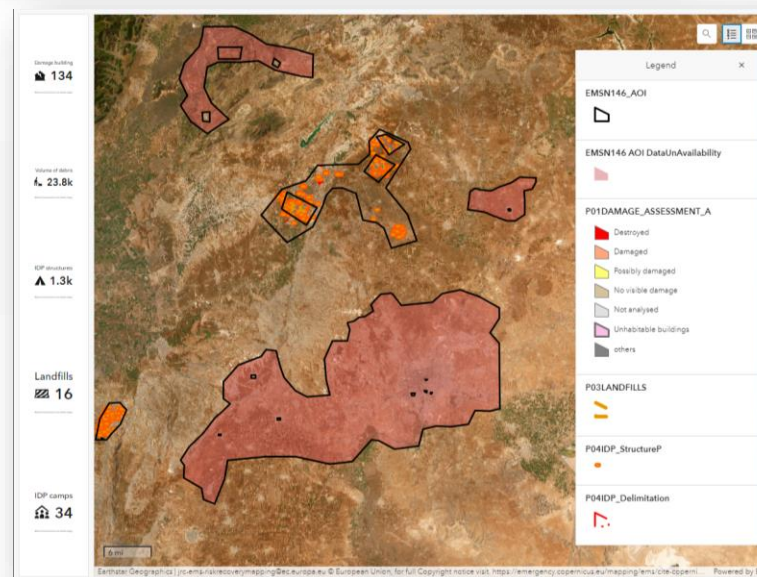 Damage building
134
Volume of debris
23.8k
IDP structures
1.3k
Landfills
16
IDP camps
34
6 mi
Legend
EMSN146_AOI
EMSN146 AOI DataUnAvailability
P01DAMAGE_ASSESSMENT_A
Destroyed
Damaged
Possibly damaged
No visible damage
Not analysed
Unhabitable buildings
others
P03LANDFILLS
P04IDP_StructureP
P04IDP_Delimitation
Earthstar Geographics | jrc-ems-riskrecoverymapping@ec.europa.eu © European Union, for full Copyright notice visit, https://emergency.copernicus.eu/mapping/ems/cite-coperni... Powered by